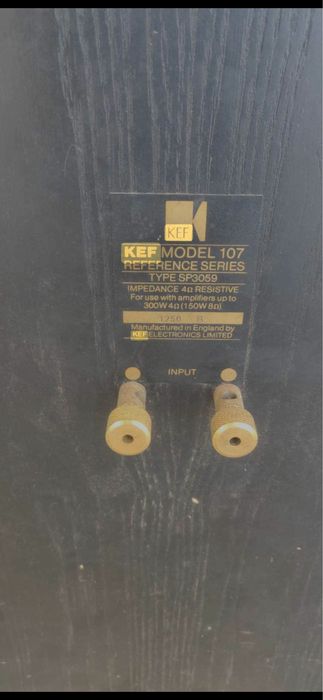 KEF
KEF MODEL 107
REFERENCE SERIES
TYPE SP3059
IMPEDANCE 4Ω RESISTIVE
For use with amplifiers up to
300W 4Ω (150W 8Ω)
1250 R
Manufactured in England by
KEF ELECTRONICS LIMITED
INPUT